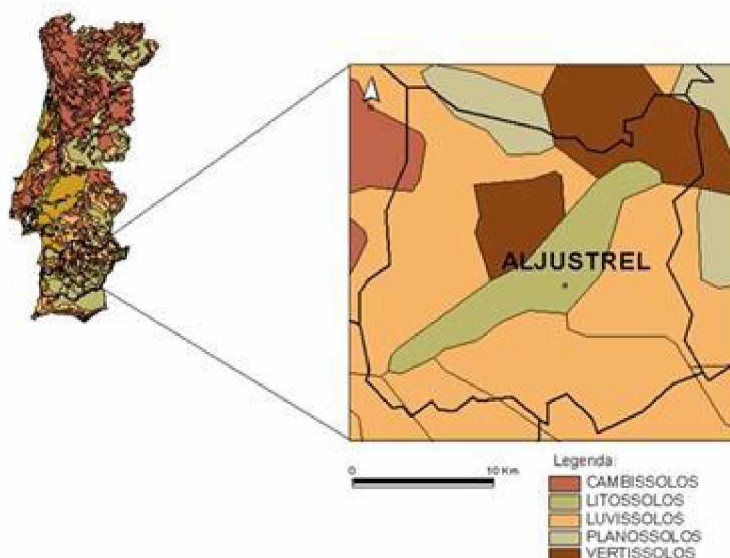 ALJUSTREL
0 10 Km
Legenda:
CAMBISSOLOS
LITOSSOLOS
LUVISSOLOS
PLANOSSOLOS
VERTISSOLOS